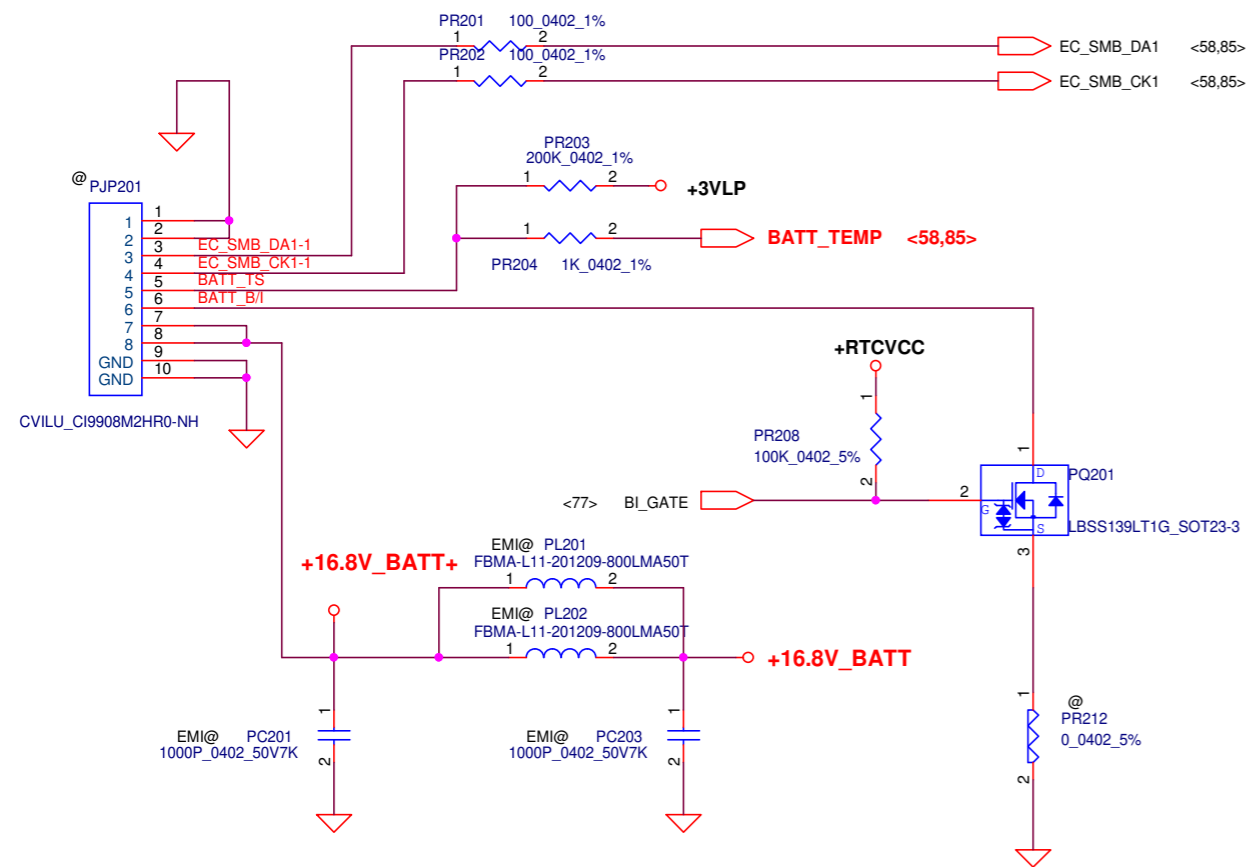 PR201 100_0402_1%
1 2
EC_SMB_DA1 <58,85>
PR202 100_0402_1%
1 2
EC_SMB_CK1 <58,85>
PR203
200K_0402_1%
1 2
+3VLP
@
PJP201
1 1
2 2
3 3 EC_SMB_DA1-1
4 4 EC_SMB_CK1-1
5 5 BATT_TS
6 6 BATT_B/I
7 7
8 8
GND 9
GND 10
CVILU_CI9908M2HR0-NH
1 2
BATT_TEMP <58,85>
PR204 1K_0402_1%
+RTCVCC
1
PR208
100K_0402_5%
2
<77> BI_GATE
2
1
D
G
S
PQ201
LBSS139LT1G_SOT23-3
3
EMI@ PL201
FBMA-L11-201209-800LMA50T
1 2
+16.8V_BATT+
EMI@ PL202
FBMA-L11-201209-800LMA50T
1 2
+16.8V_BATT
1
EMI@ PC201
1000P_0402_50V7K
2
1
EMI@ PC203
1000P_0402_50V7K
2
1
@
PR212
0_0402_5%
2